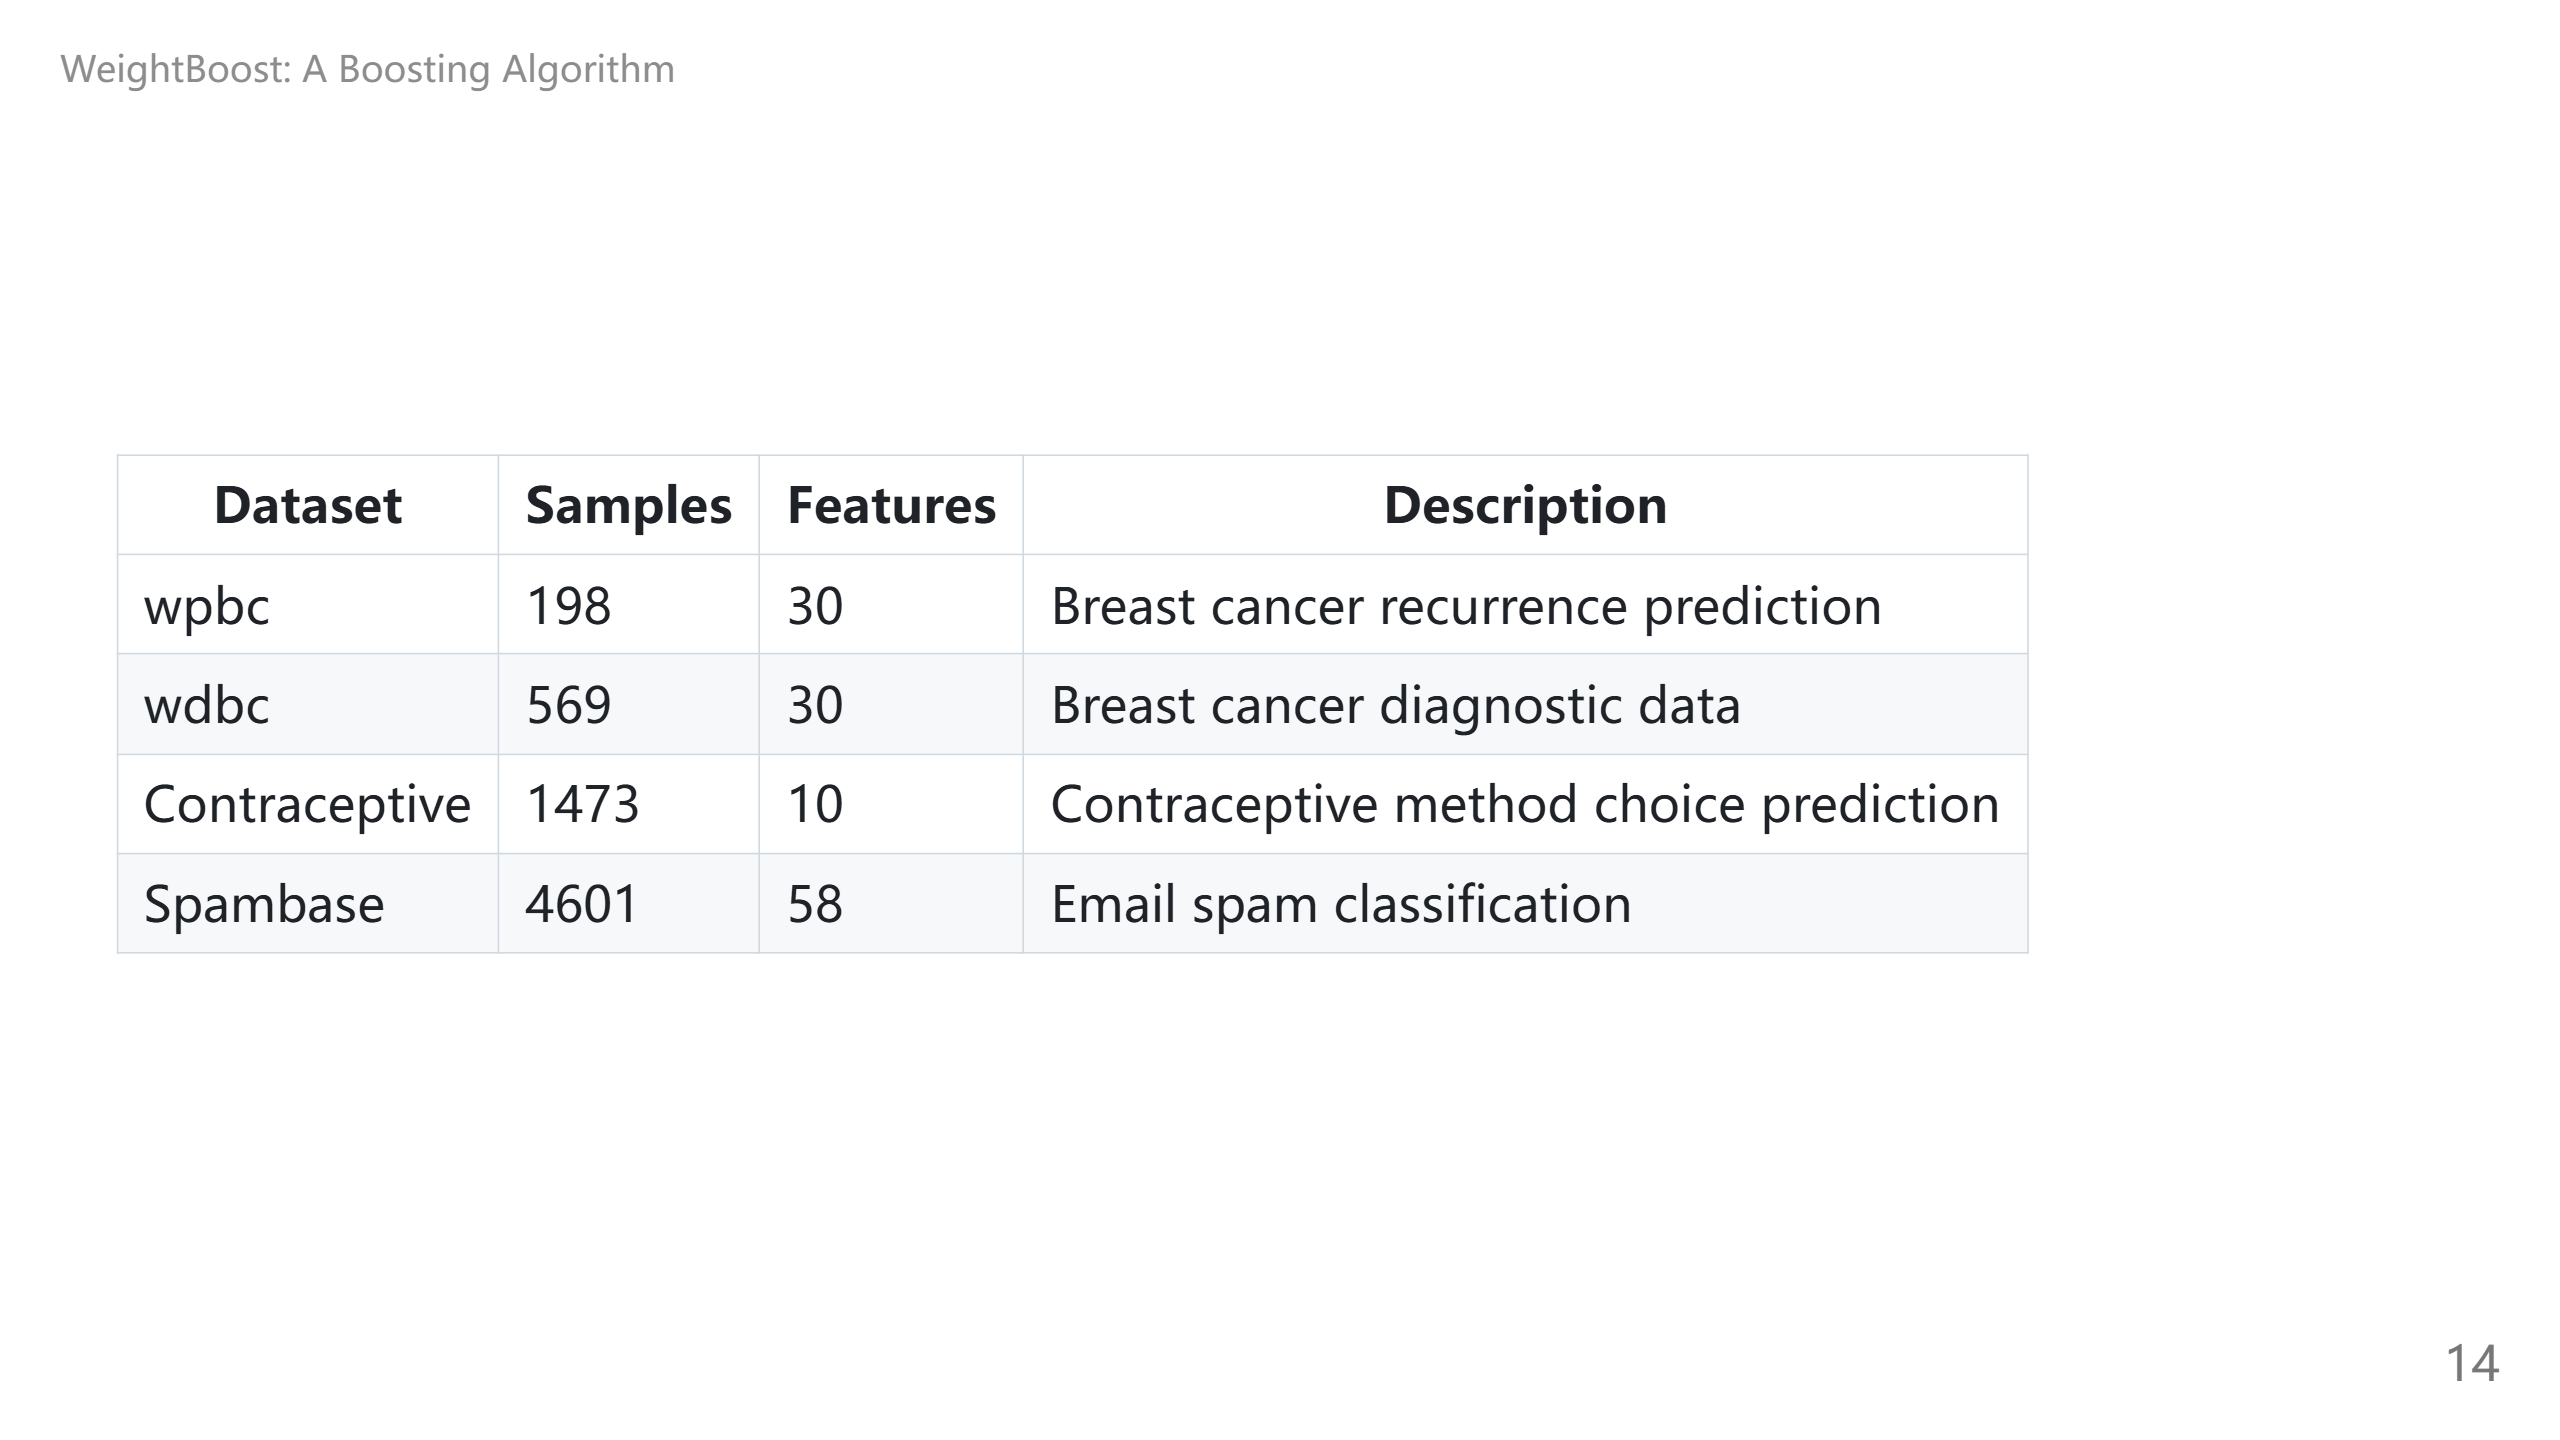 WeightBoost: A Boosting Algorithm
Dataset Samples Features Description
wpbc 198 30 Breast cancer recurrence prediction
wdbc 569 30 Breast cancer diagnostic data
Contraceptive 1473 10 Contraceptive method choice prediction
Spambase 4601 58 Email spam classification
14